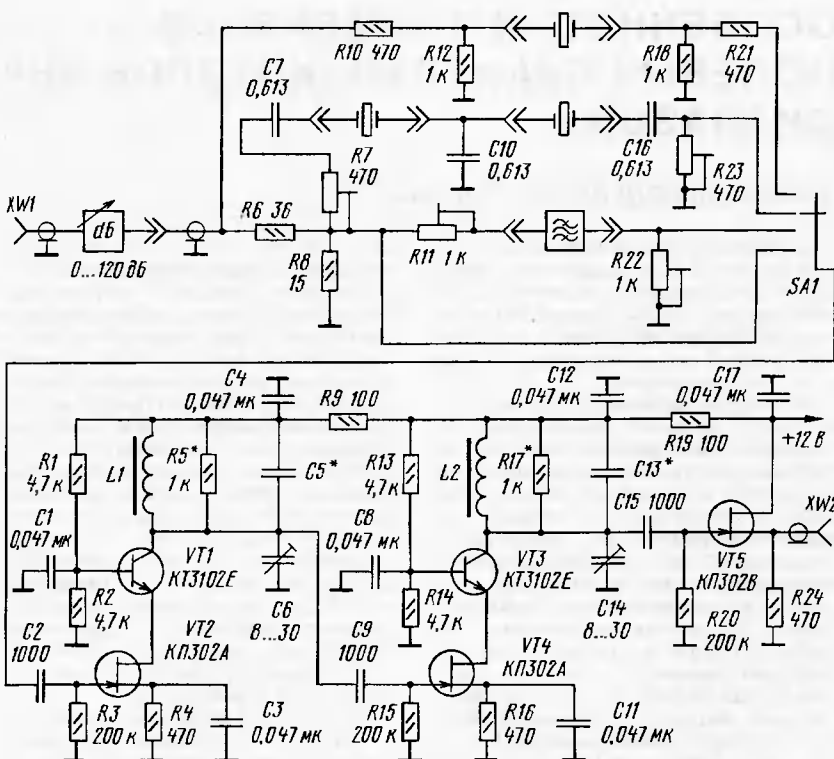 R10 470
R12
1 к
R18
1 к
R21
470
C7
0,613
R7
470
C10
0,613
C16
0,613
R23
470
XW1
дБ
0...120 дБ
R6 36
R8
15
R11 1 к
R22
1 к
SA1
C4
0,047 мк
R9 100
C12
0,047 мк
C17
0,047 мк
R19 100
+12 В
R1
4,7 к
L1
R5*
1 к
C5*
R13
4,7 к
L2
R17*
1 к
C13*
C15 1000
XW2
C1
0,047 мк
VT1
КТ3102Е
C8
0,047 мк
VT3
КТ3102Е
VT5
КП302В
R2
4,7 к
C6
8...30
R14
4,7 к
C14
8...30
R20
200 к
R24
470
C2
1000
VT2
КП302А
C9
1000
VT4
КП302А
R3
200 к
R4
470
C3
0,047 мк
R15
200 к
R16
470
C11
0,047 мк